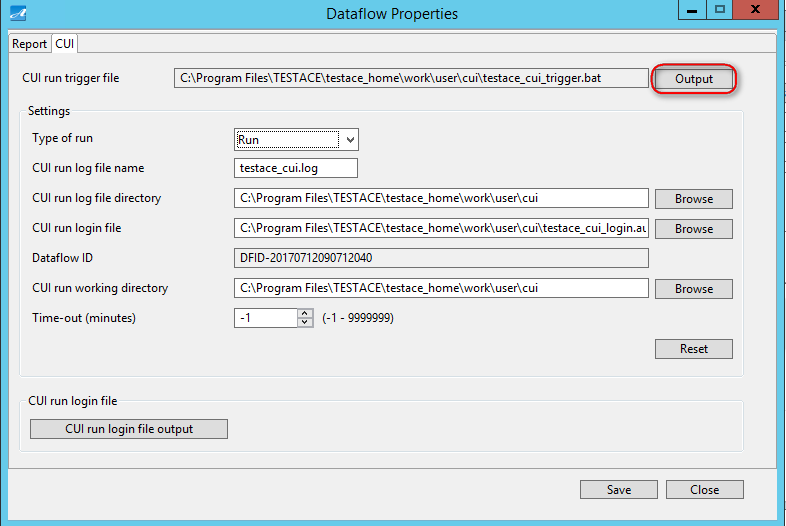 Dataflow Properties
Report CUI
CUI run trigger file C:\Program Files\TESTACE\testace_home\work\user\cui\testace_cui_trigger.bat Output
Settings
Type of run Run
CUI run log file name testace_cui.log
CUI run log file directory C:\Program Files\TESTACE\testace_home\work\user\cui Browse
CUI run login file C:\Program Files\TESTACE\testace_home\work\user\cui\testace_cui_login.au Browse
Dataflow ID DFID-20170712090712040
CUI run working directory C:\Program Files\TESTACE\testace_home\work\user\cui Browse
Time-out (minutes) -1 (-1 - 9999999)
Reset
CUI run login file
CUI run login file output
Save Close